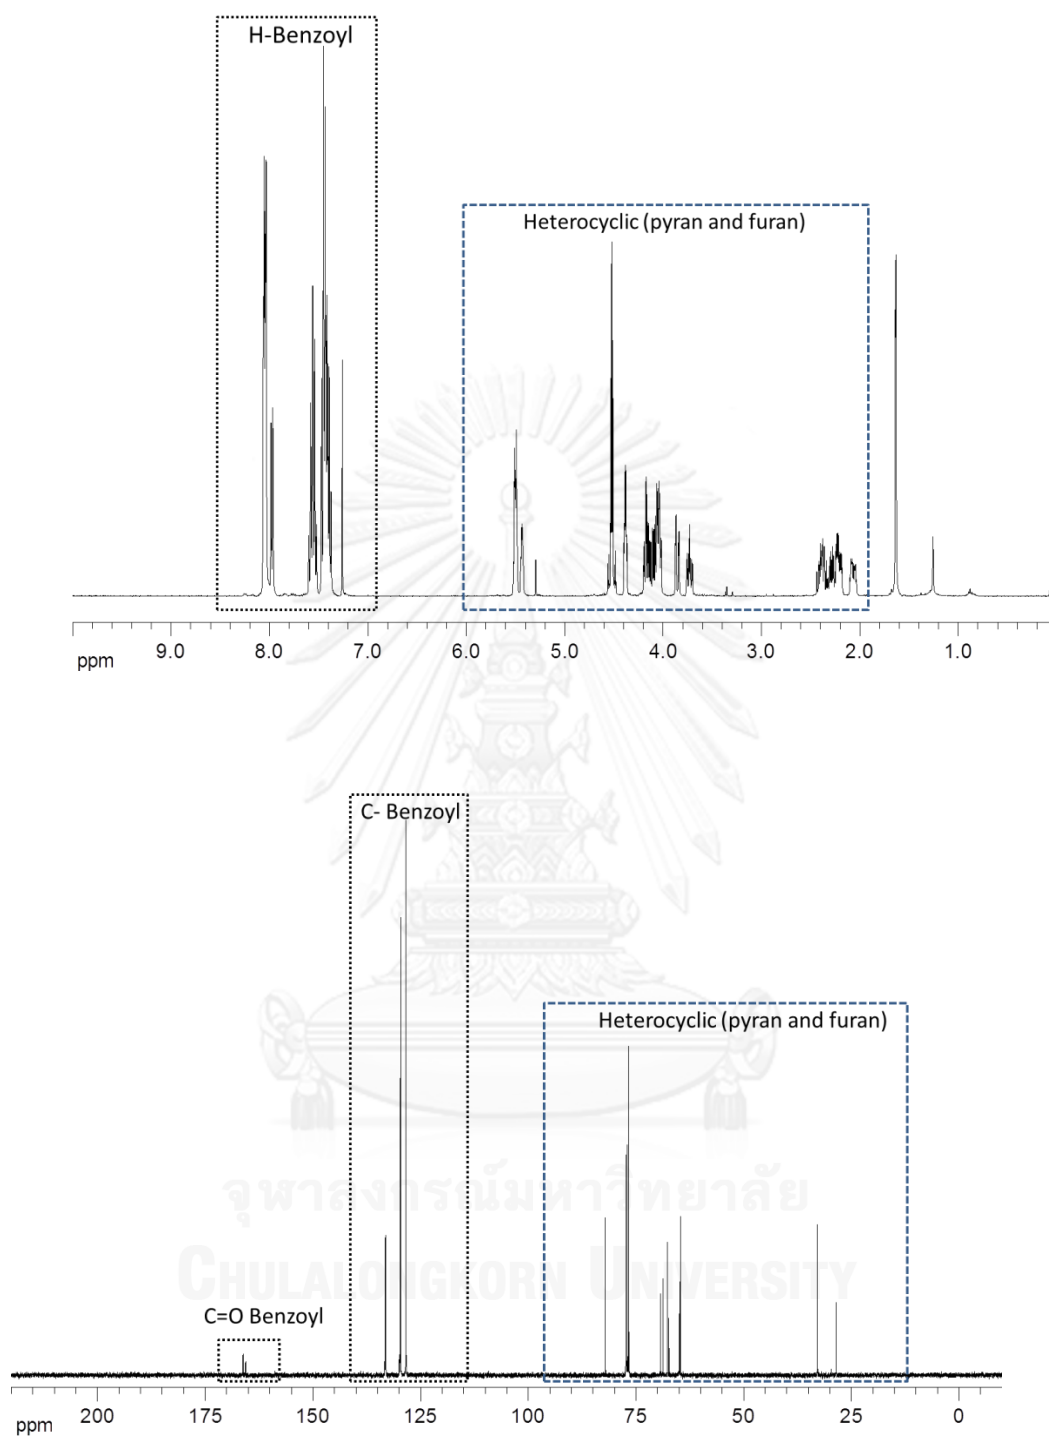 H-Benzoyl
Heterocyclic (pyran and furan)
9.0 8.0 7.0 6.0 5.0 4.0 3.0 2.0 1.0
ppm
C- Benzoyl
Heterocyclic (pyran and furan)
จุฬาลงกรณ์มหาวิทยาลัย
CHULALONGKORN UNIVERSITY
C=O Benzoyl
200 175 150 125 100 75 50 25 0
ppm